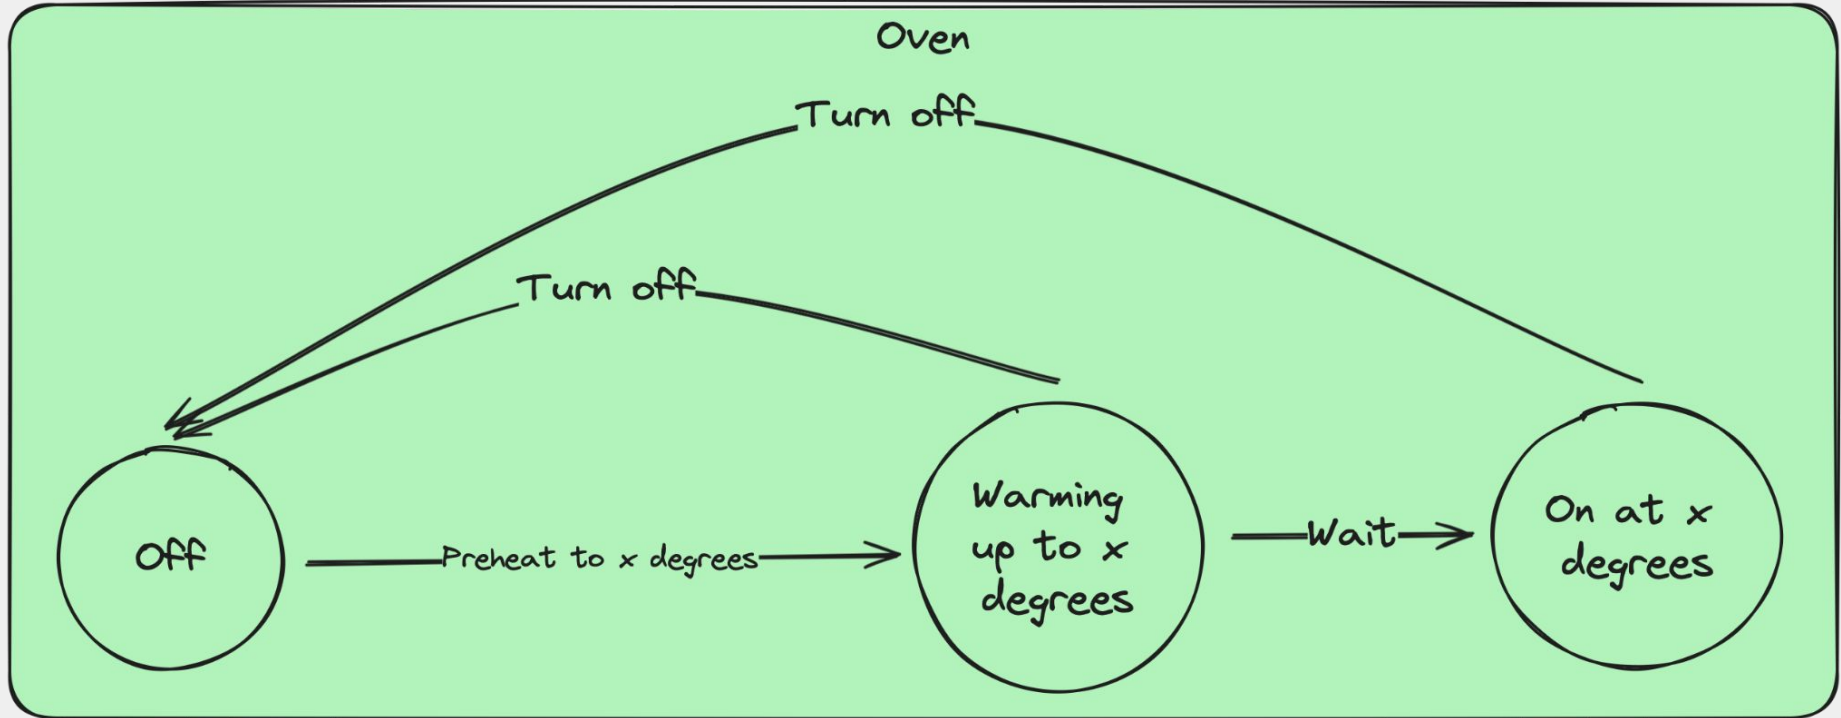 Oven
Turn off
Turn off
Off
Preheat to x degrees
Warming
up to x
degrees
Wait
On at x
degrees